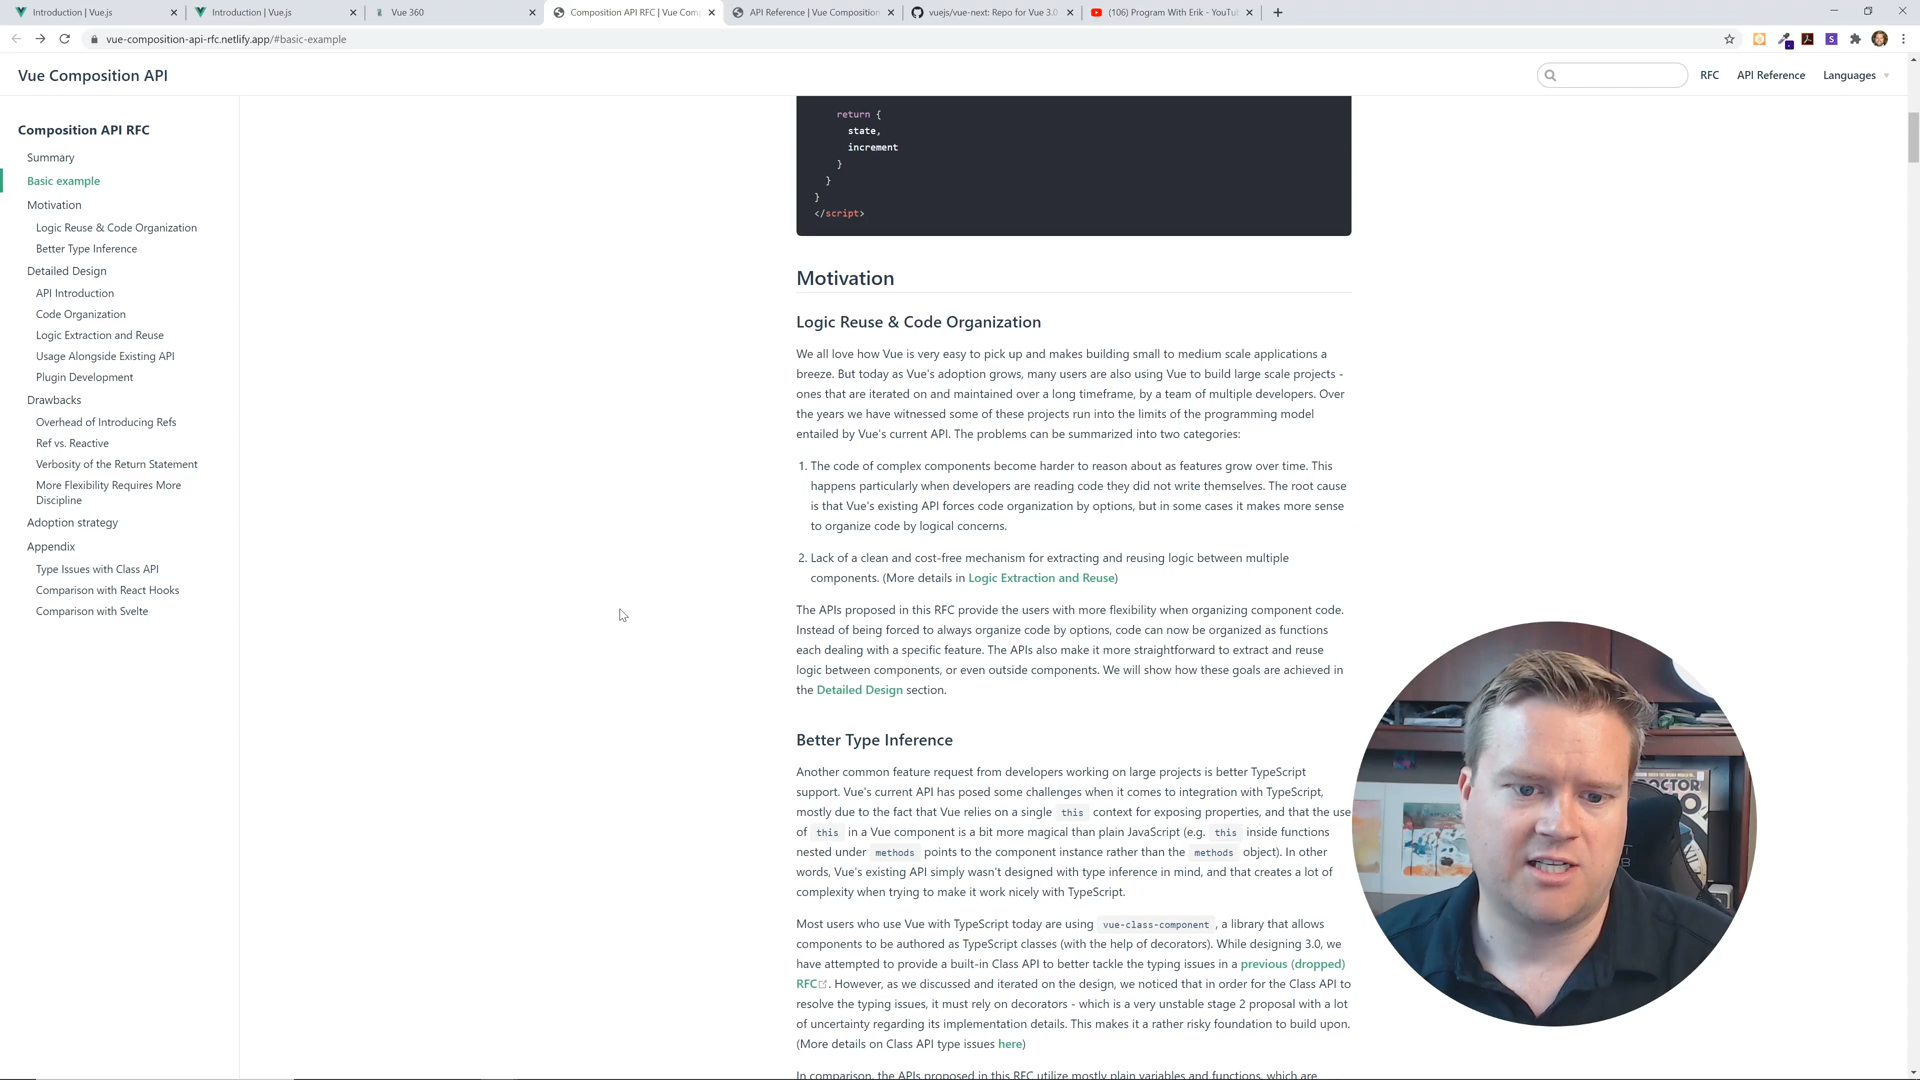 Introduction | Vue.js
Introduction | Vue.js
Vue 360
Composition API RFC | Vue Com
API Reference | Vue Composition
vuejs/vue-next: Repo for Vue 3.0
(106) Program With Erik - YouTu
vue-composition-api-rfc.netlify.app/#basic-example
Vue Composition API
RFC
API Reference
Languages
Composition API RFC
Summary
Basic example
Motivation
Logic Reuse & Code Organization
Better Type Inference
Detailed Design
API Introduction
Code Organization
Logic Extraction and Reuse
Usage Alongside Existing API
Plugin Development
Drawbacks
Overhead of Introducing Refs
Ref vs. Reactive
Verbosity of the Return Statement
More Flexibility Requires More
Discipline
Adoption strategy
Appendix
Type Issues with Class API
Comparison with React Hooks
Comparison with Svelte
return {
state,
increment
}
}
}
</script>
Motivation
Logic Reuse & Code Organization
We all love how Vue is very easy to pick up and makes building small to medium scale applications a
breeze. But today as Vue's adoption grows, many users are also using Vue to build large scale projects -
ones that are iterated on and maintained over a long timeframe, by a team of multiple developers. Over
the years we have witnessed some of these projects run into the limits of the programming model
entailed by Vue's current API. The problems can be summarized into two categories:
1. The code of complex components become harder to reason about as features grow over time. This
happens particularly when developers are reading code they did not write themselves. The root cause
is that Vue's existing API forces code organization by options, but in some cases it makes more sense
to organize code by logical concerns.
2. Lack of a clean and cost-free mechanism for extracting and reusing logic between multiple
components. (More details in Logic Extraction and Reuse)
The APIs proposed in this RFC provide the users with more flexibility when organizing component code.
Instead of being forced to always organize code by options, code can now be organized as functions
each dealing with a specific feature. The APIs also make it more straightforward to extract and reuse
logic between components, or even outside components. We will show how these goals are achieved in
the Detailed Design section.
Better Type Inference
Another common feature request from developers working on large projects is better TypeScript
support. Vue's current API has posed some challenges when it comes to integration with TypeScript,
mostly due to the fact that Vue relies on a single this context for exposing properties, and that the use
of this in a Vue component is a bit more magical than plain JavaScript (e.g. this inside functions
nested under methods points to the component instance rather than the methods object). In other
words, Vue's existing API simply wasn't designed with type inference in mind, and that creates a lot of
complexity when trying to make it work nicely with TypeScript.
Most users who use Vue with TypeScript today are using vue-class-component, a library that allows
components to be authored as TypeScript classes (with the help of decorators). While designing 3.0, we
have attempted to provide a built-in Class API to better tackle the typing issues in a previous (dropped)
RFC. However, as we discussed and iterated on the design, we noticed that in order for the Class API to
resolve the typing issues, it must rely on decorators - which is a very unstable stage 2 proposal with a lot
of uncertainty regarding its implementation details. This makes it a rather risky foundation to build upon.
(More details on Class API type issues here)
In comparison, the APIs proposed in this RFC utilize mostly plain variables and functions, which are
DOCTOR